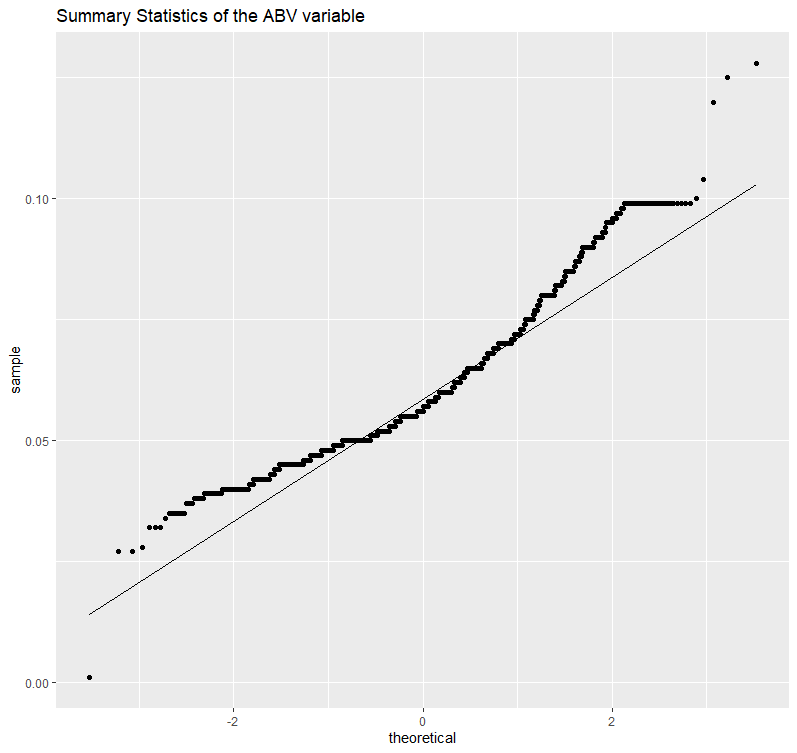 Summary Statistics of the ABV variable
0.10
0.05
0.00
sample
-2
0
2
theoretical